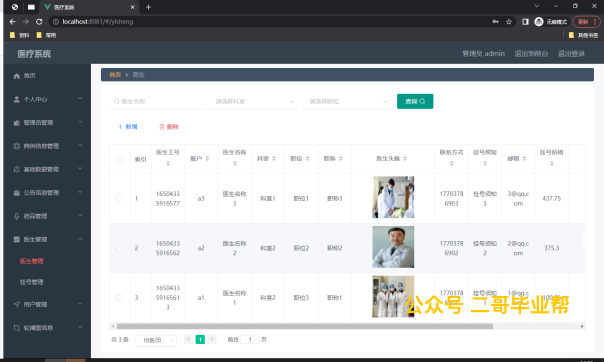 医疗系统
localhost:8081/#/yisheng
无痕模式
更新
资料
常用
其他书签
医疗系统
管理员 admin
退出到前台
退出登录
首页
个人中心
管理员管理
病例信息管理
基础数据管理
公告信息管理
药品管理
医生管理
医生管理
挂号管理
用户管理
轮播图信息
首页 > 医生
医生名称
请选择科室
请选择职位
查询
+ 新增
删除
索引 医生工号 账户 医生名称 科室 职位 职称 医生头像 联系方式 挂号须知 邮箱 挂号价格
1 16504335916577 a3 医生名称3 科室1 职位1 职称3 17703786903 挂号须知3 3@qq.com 437.75
2 16504335916562 a2 医生名称2 科室2 职位2 职称2 17703786902 挂号须知2 2@qq.com 375.3
3 165043359165613 a1 医生名称1 科室2 职位3 职称1 17703786901 挂号须知1 1@qq.com
公众号 二哥毕业帮
共 3 条 10条/页 1 前往 1 页